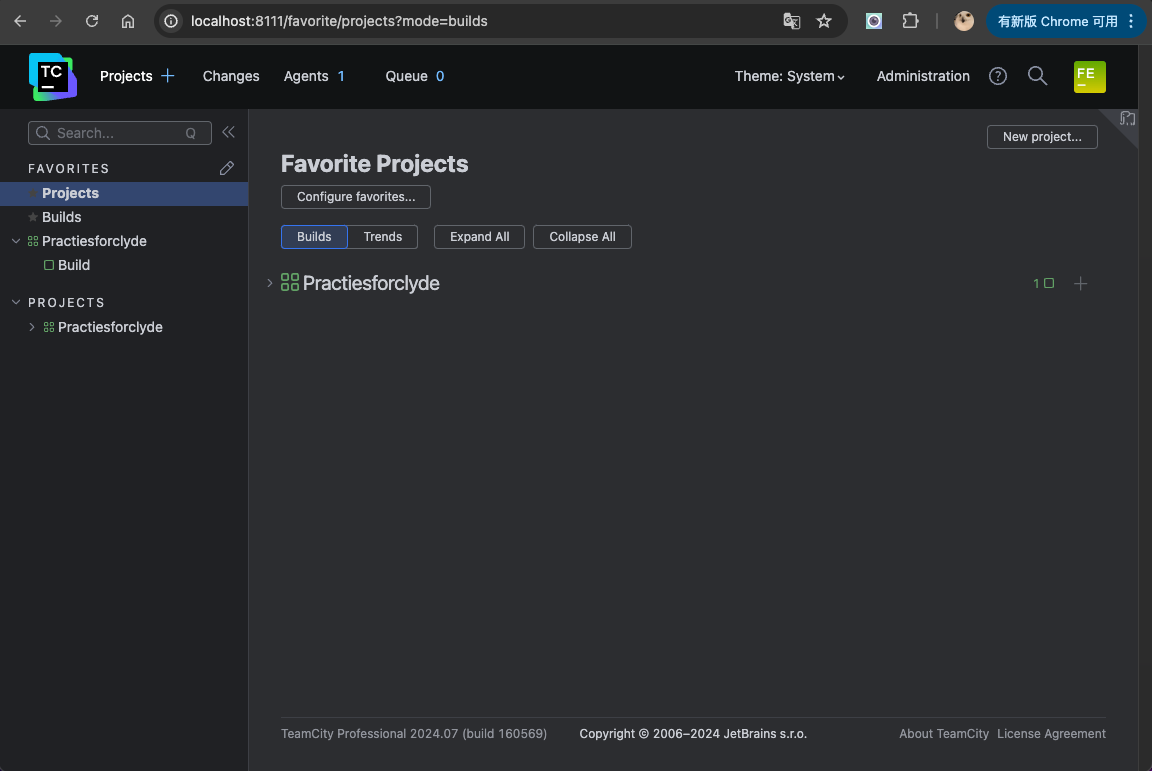 localhost:8111/favorite/projects?mode=builds
有新版 Chrome 可用
TC
Projects
Changes
Agents 1
Queue 0
Theme: System
Administration
FE
Search...
Q
FAVORITES
Projects
Builds
Practiesforclyde
Build
PROJECTS
Practiesforclyde
New project...
Favorite Projects
Configure favorites...
Builds
Trends
Expand All
Collapse All
Practiesforclyde
1
TeamCity Professional 2024.07 (build 160569)
Copyright © 2006–2024 JetBrains s.r.o.
About TeamCity
License Agreement